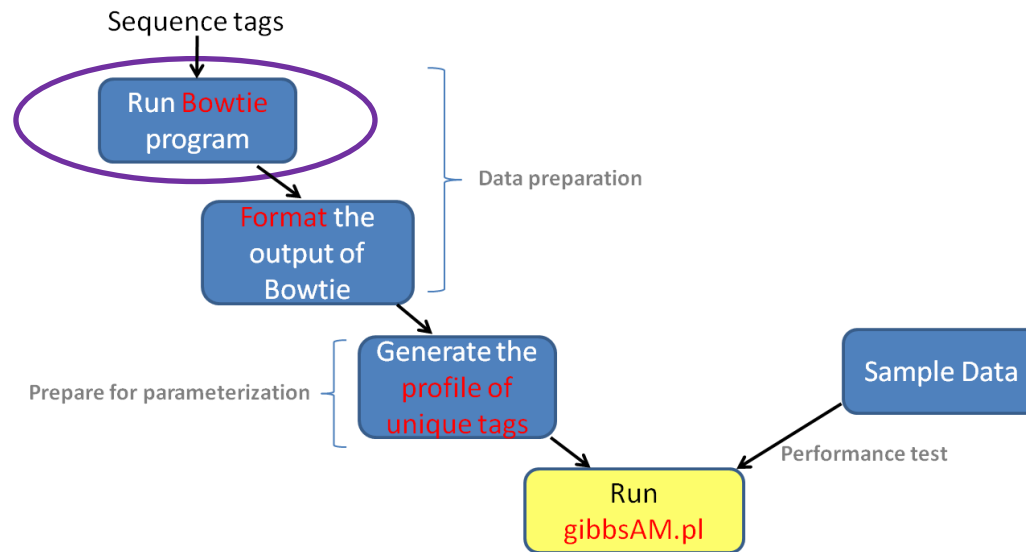 Sequence tags
Run Bowtie
program
Data preparation
Format the
output of
Bowtie
Generate the
profile of
unique tags
Prepare for parameterization
Sample Data
Performance test
Run
gibbsAM.pl